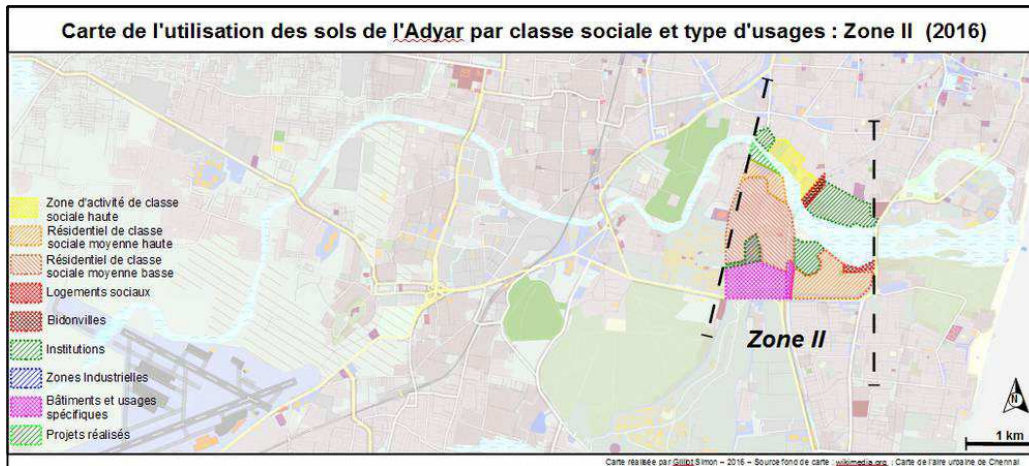 Carte de l'utilisation des sols de l'Adyar par classe sociale et type d'usages : Zone II (2016)
Zone d'activité de classe
sociale haute
Résidentiel de classe
sociale moyenne haute
Résidentiel de classe
sociale moyenne basse
Logements sociaux
Bidonvilles
Institutions
Zones Industrielles
Bâtiments et usages
spécifiques
Projets réalisés
Zone II
N
1 km
Carte réalisée par Gillot Simon – 2016 – Source fond de carte : wikimedia.org : Carte de l'aire urbaine de Chennai